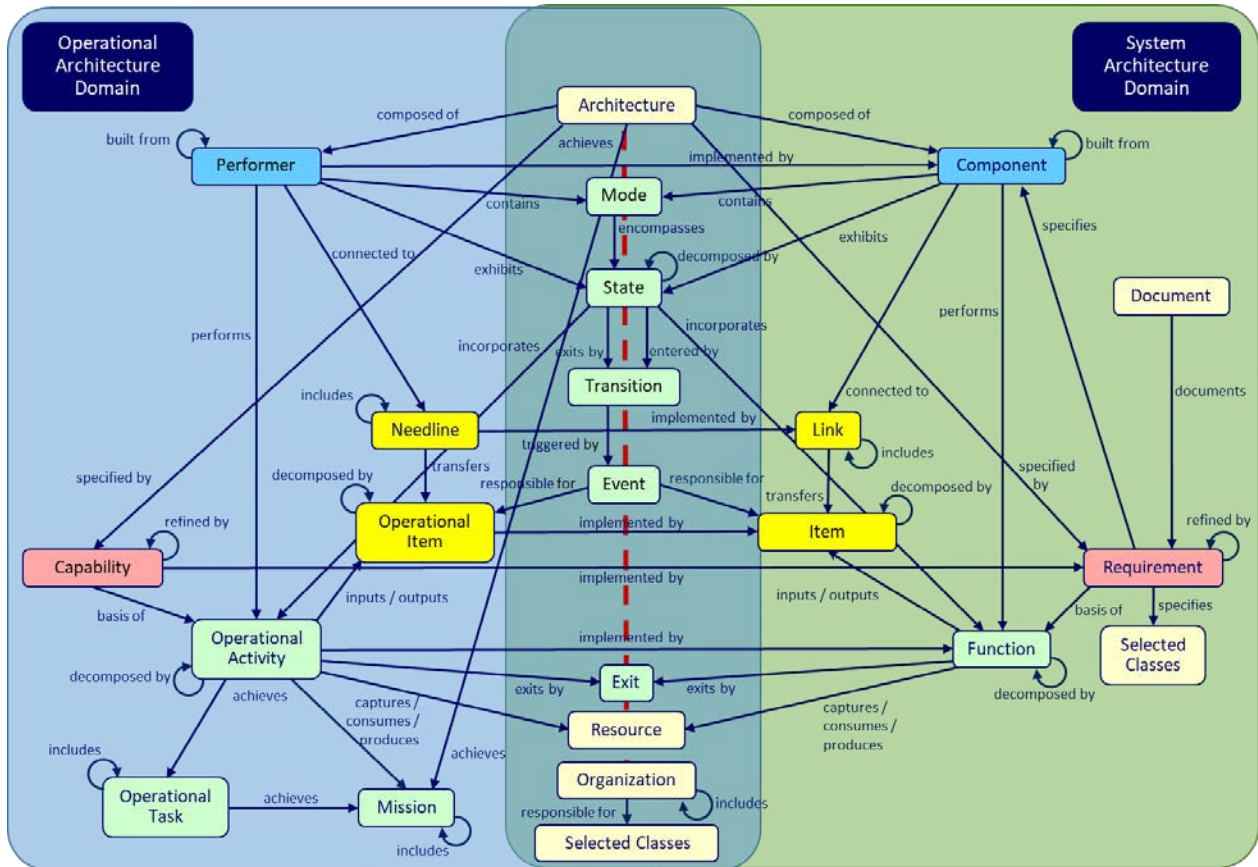 Operational
Architecture
Domain
System
Architecture
Domain
Architecture
composed of
achieves
composed of
built from
Performer
implemented by
Component
built from
contains
Mode
contains
encompasses
connected to
exhibits
State
decomposed by
exhibits
specifies
Document
performs
incorporates
exits by
entered by
incorporates
performs
Transition
includes
Needline
implemented by
connected to
Link
includes
documents
specified by
decomposed by
transfers
triggered by
responsible for
Event
responsible for
transfers
decomposed by
specified
by
refined by
Operational
Item
implemented by
Item
refined by
Capability
implemented by
Requirement
basis of
inputs / outputs
inputs / outputs
basis of
specifies
Operational
Activity
implemented by
Function
Selected
Classes
decomposed by
achieves
exits by
Exit
exits by
decomposed by
captures /
consumes /
produces
Resource
captures /
consumes /
produces
includes
achieves
Organization
includes
Operational
Task
achieves
Mission
responsible for
includes
Selected Classes